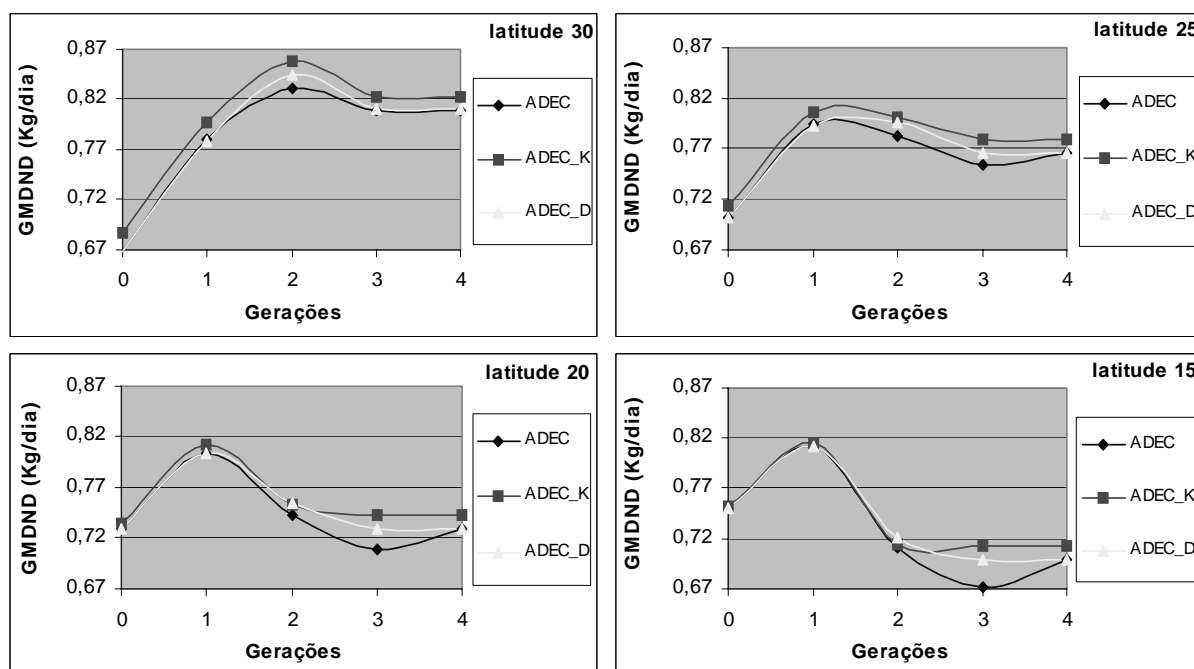 latitude 30
GMDND (Kg/dia)
0,87
0,82
0,77
0,72
0,67
0 1 2 3 4
Gerações
ADEC
ADEC_K
ADEC_D
latitude 25
GMDND (Kg/dia)
0,87
0,82
0,77
0,72
0,67
0 1 2 3 4
Gerações
ADEC
ADEC_K
ADEC_D
latitude 20
GMDND (Kg/dia)
0,87
0,82
0,77
0,72
0,67
0 1 2 3 4
Gerações
ADEC
ADEC_K
ADEC_D
latitude 15
GMDND (Kg/dia)
0,87
0,82
0,77
0,72
0,67
0 1 2 3 4
Gerações
ADEC
ADEC_K
ADEC_D